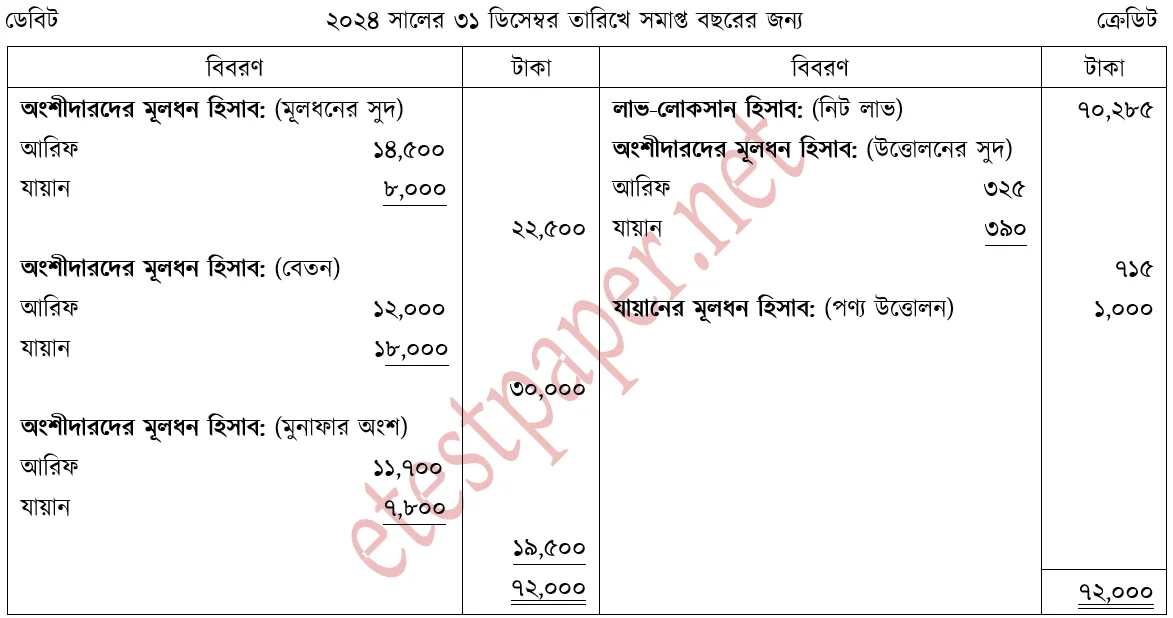 ডেবিট ২০২৪ সালের ৩১ ডিসেম্বর তারিখে সমাপ্ত বছরের জন্য ক্রেডিট
বিবরণ টাকা বিবরণ টাকা
অংশীদারদের মূলধন হিসাব: (মূলধনের সুদ) লাভ-লোকসান হিসাব: (নিট লাভ) ৭০,২৮৫
আরিফ ১৪,৫০০ অংশীদারদের মূলধন হিসাব: (উত্তোলনের সুদ)
যায়ান ৮,০০০ আরিফ ৩২৫
২২,৫০০ যায়ান ৩৯০
অংশীদারদের মূলধন হিসাব: (বেতন) ৭১৫
আরিফ ১২,০০০ যায়ানের মূলধন হিসাব: (পণ্য উত্তোলন) ১,০০০
যায়ান ১৮,০০০
৩০,০০০
অংশীদারদের মূলধন হিসাব: (মুনাফার অংশ)
আরিফ ১১,৭০০
যায়ান ৭,৮০০
১৯,৫০০
৭২,০০০ ৭২,০০০
etestpaper.net